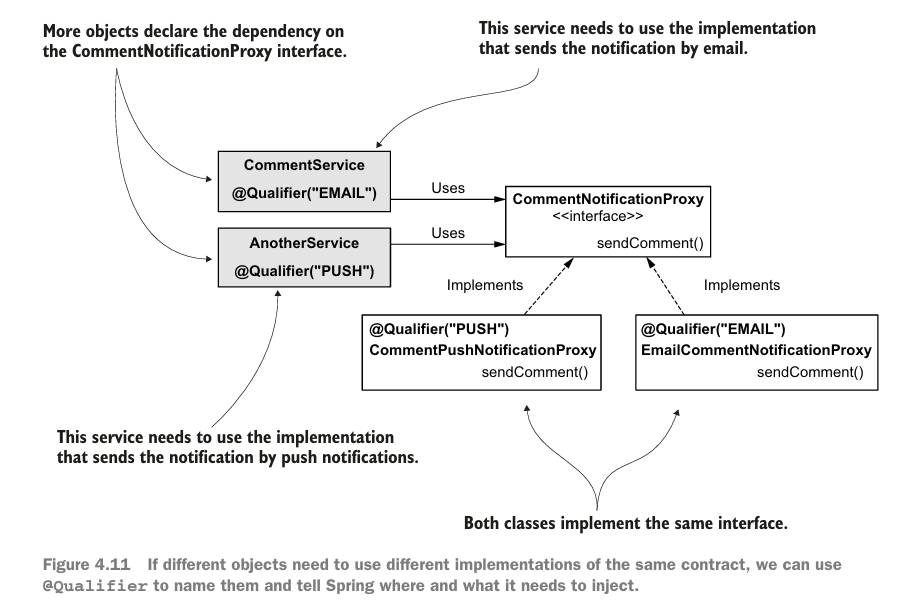 More objects declare the dependency on
the CommentNotificationProxy interface.
This service needs to use the implementation
that sends the notification by email.
CommentService
@Qualifier("EMAIL")
Uses
CommentNotificationProxy
<<interface>>
sendComment()
AnotherService
@Qualifier("PUSH")
Uses
Implements
Implements
@Qualifier("PUSH")
CommentPushNotificationProxy
sendComment()
@Qualifier("EMAIL")
EmailCommentNotificationProxy
sendComment()
This service needs to use the implementation
that sends the notification by push notifications.
Both classes implement the same interface.
Figure 4.11 If different objects need to use different implementations of the same contract, we can use
@Qualifier to name them and tell Spring where and what it needs to inject.